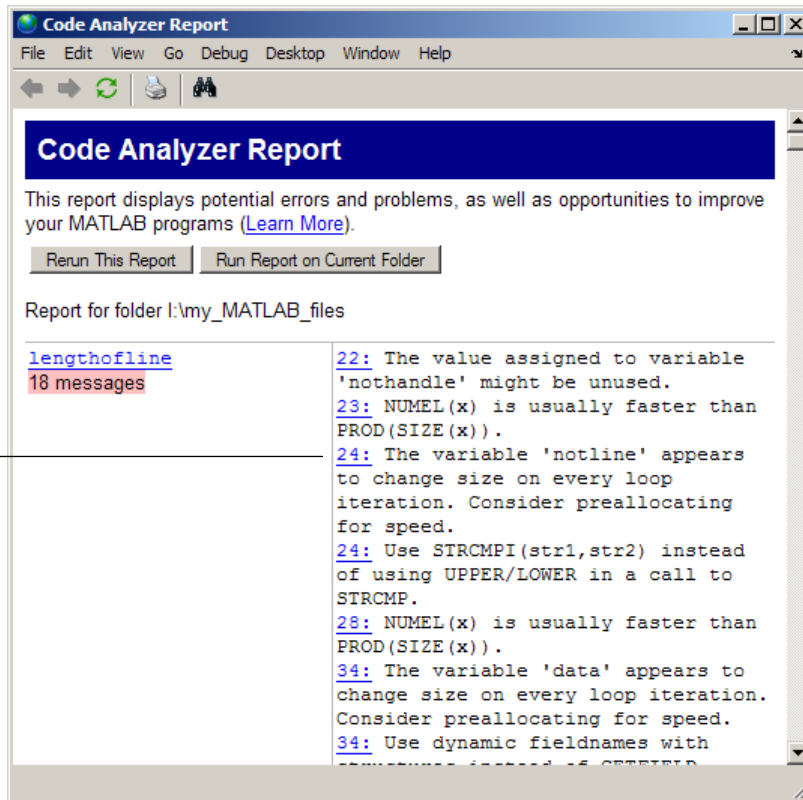 Code Analyzer Report
File Edit View Go Debug Desktop Window Help
Code Analyzer Report
This report displays potential errors and problems, as well as opportunities to improve
your MATLAB programs (Learn More).
Rerun This Report Run Report on Current Folder
Report for folder I:\my_MATLAB_files
lengthofline
18 messages
22: The value assigned to variable
'nothandle' might be unused.
23: NUMEL(x) is usually faster than
PROD(SIZE(x)).
24: The variable 'notline' appears
to change size on every loop
iteration. Consider preallocating
for speed.
24: Use STRCMPI(str1,str2) instead
of using UPPER/LOWER in a call to
STRCMP.
28: NUMEL(x) is usually faster than
PROD(SIZE(x)).
34: The variable 'data' appears to
change size on every loop iteration.
Consider preallocating for speed.
34: Use dynamic fieldnames with
structures instead of GETFIELD